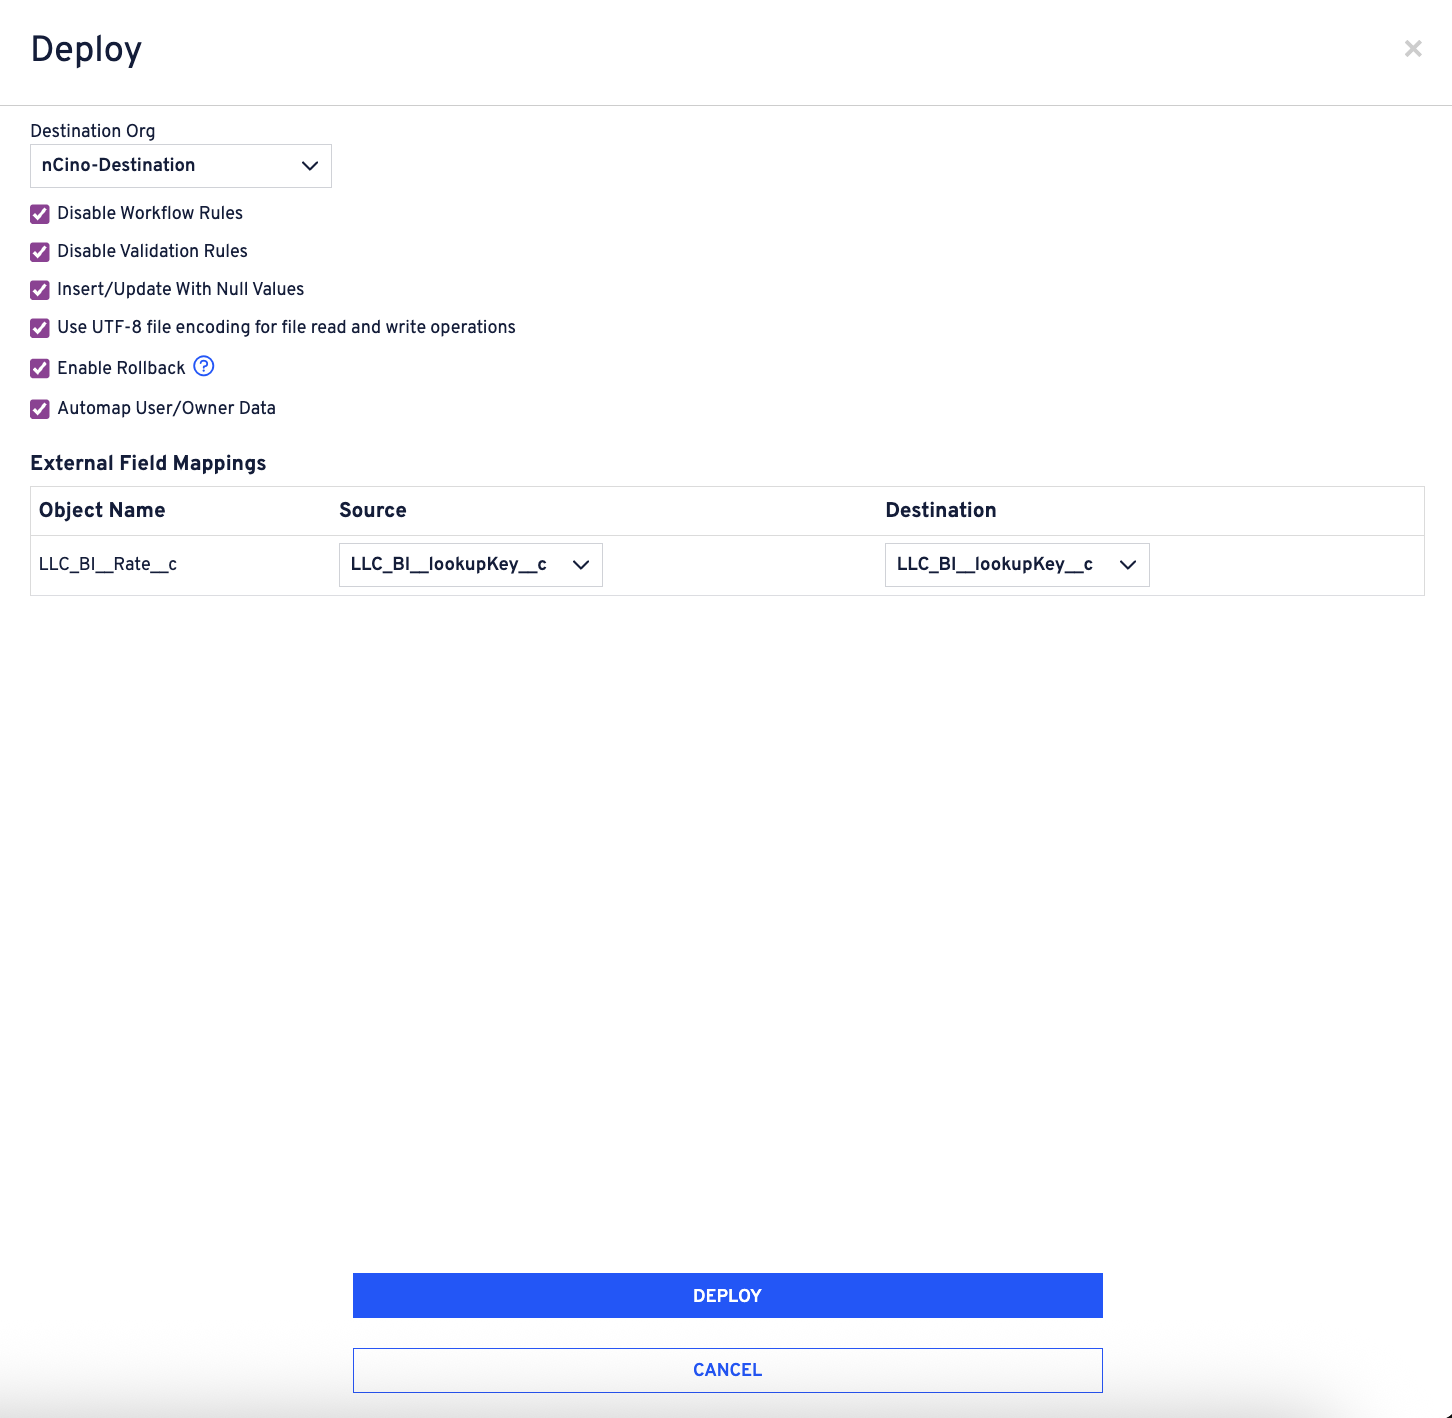 Deploy
Destination Org
nCino-Destination
Disable Workflow Rules
Disable Validation Rules
Insert/Update With Null Values
Use UTF-8 file encoding for file read and write operations
Enable Rollback ?
Automap User/Owner Data
External Field Mappings
Object Name Source Destination
LLC_BI__Rate__c LLC_BI__lookupKey__c LLC_BI__lookupKey__c
DEPLOY
CANCEL